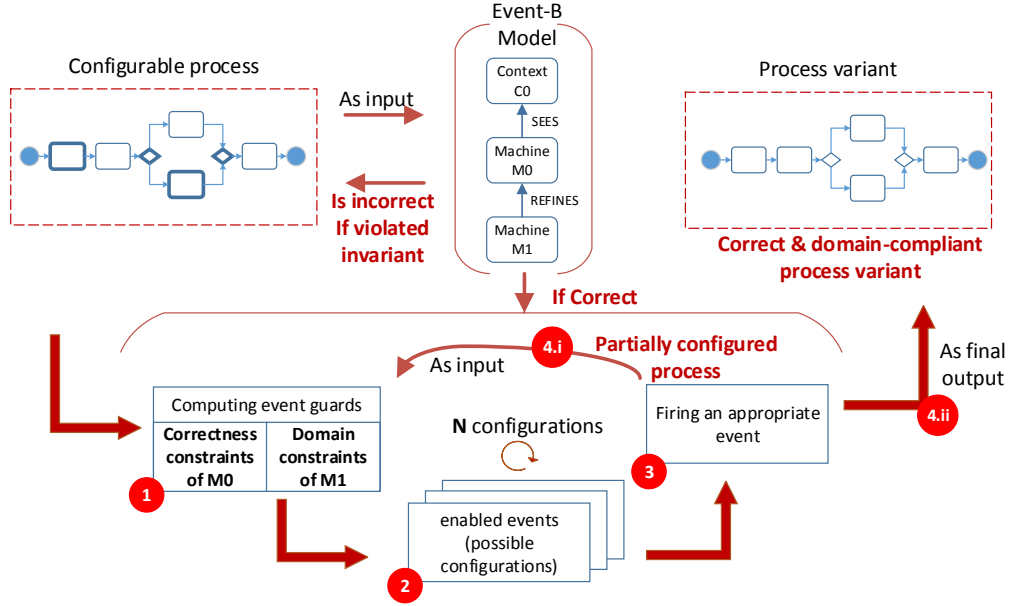 Event-B
Model
Configurable process
Context
C0
Process variant
As input
SEES
Machine
M0
Is incorrect
If violated
invariant
REFINES
Machine
M1
Correct & domain-compliant
process variant
If Correct
4.i
Partially configured
process
As input
As final
output
Computing event guards
Correctness
constraints
of M0
Domain
constraints
of M1
Firing an appropriate
event
4.ii
N configurations
3
1
enabled events
(possible
configurations)
2